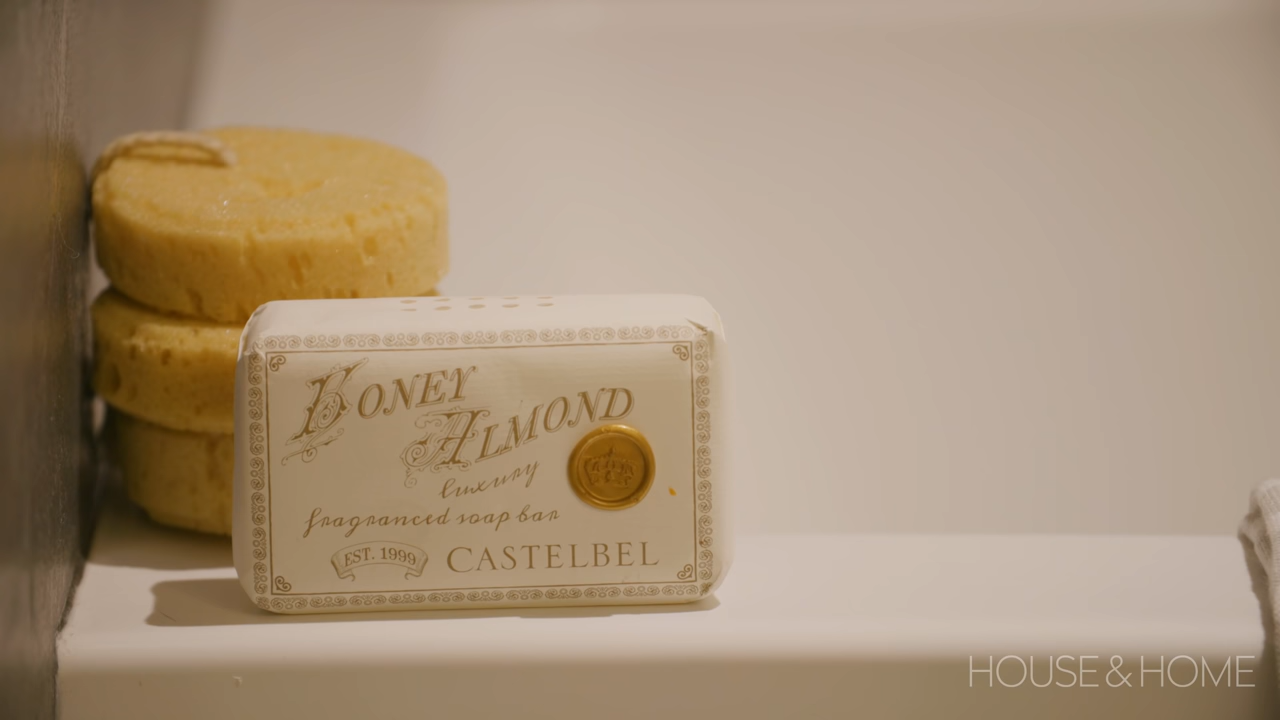 HONEY
ALMOND
luxury
fragranced soap bar
EST. 1999 CASTELBEL
HOUSE & HOME